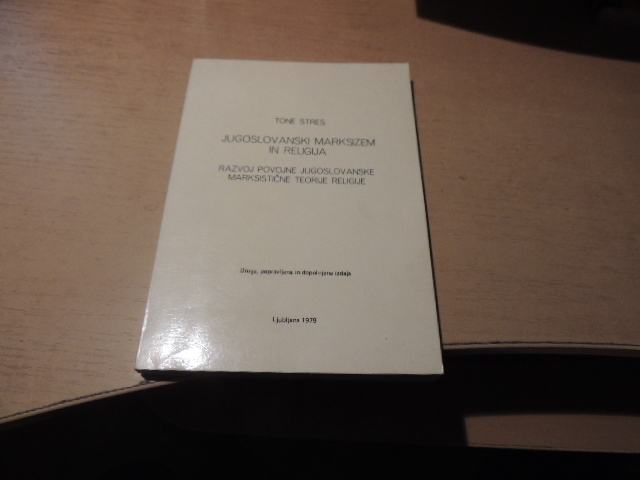 TONE STRES
JUGOSLOVANSKI MARKSIZEM
IN RELIGIJA
RAZVOJ POVOJNE JUGOSLOVANSKE
MARKSISTIČNE TEORIJE RELIGIJE
Druga, popravljena in dopolnjena izdaja
Ljubljana 1979